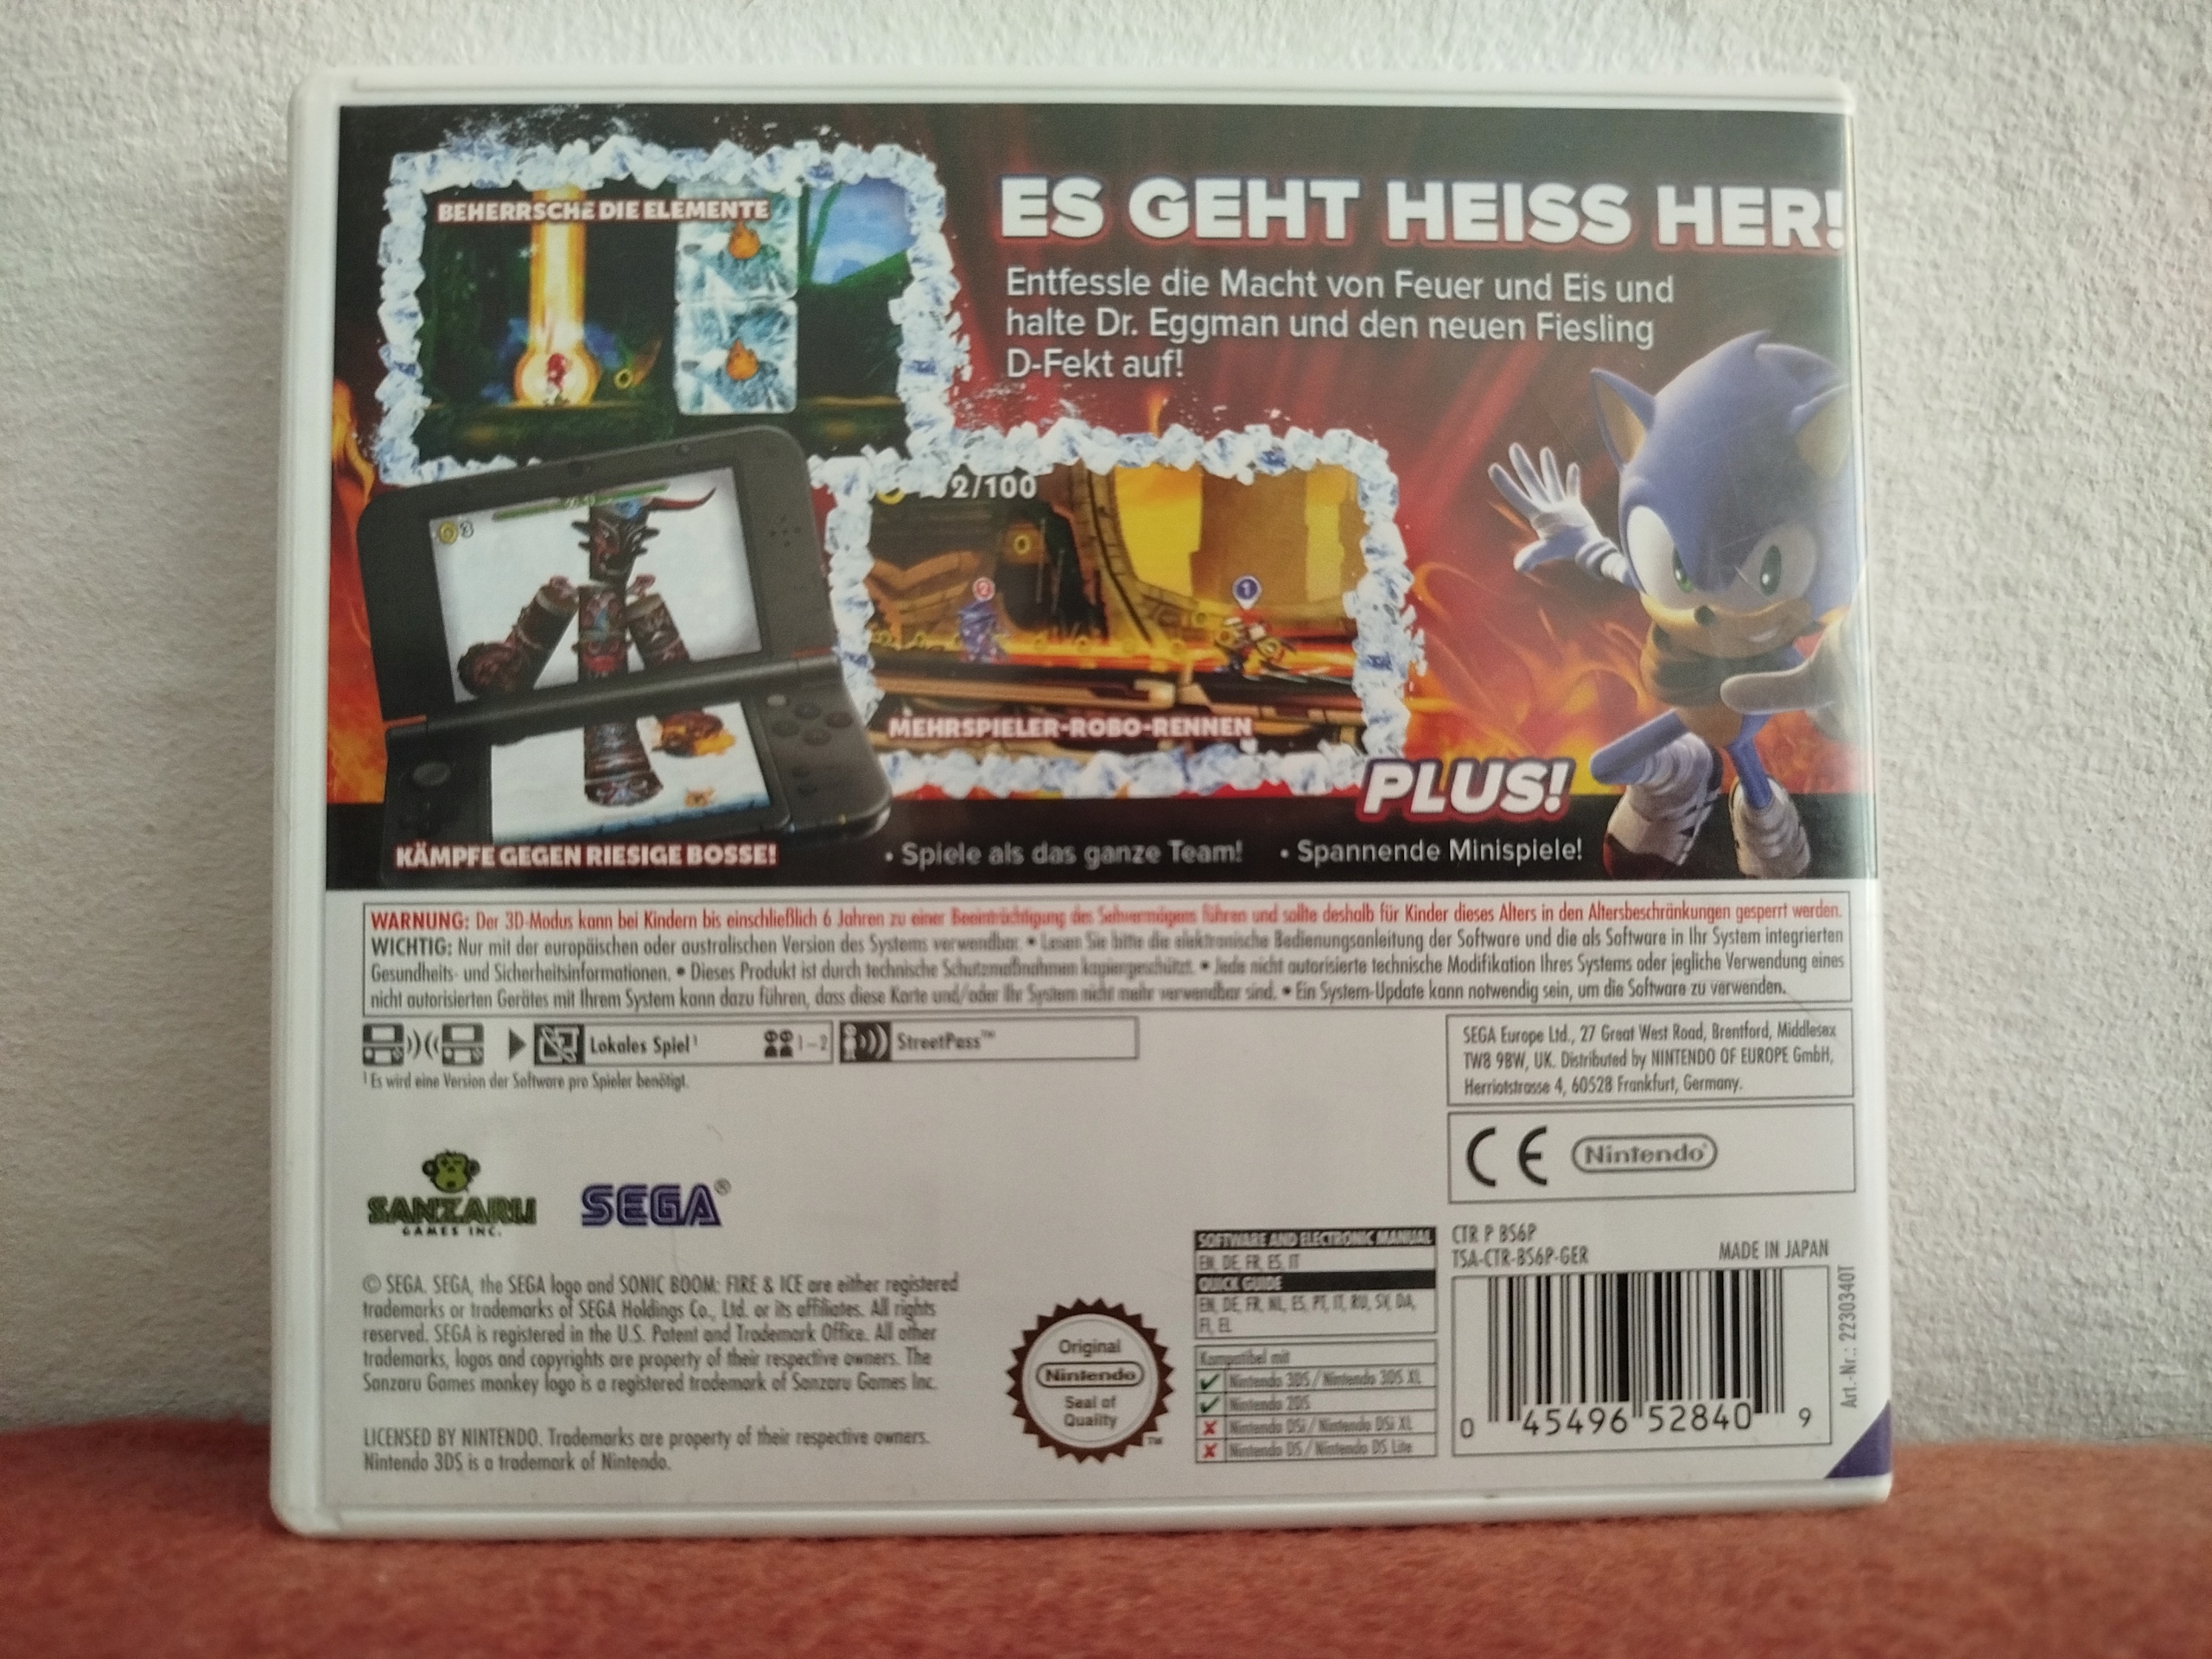 BEHERRSCHE DIE ELEMENTE
ES GEHT HEISS HER!
Entfessle die Macht von Feuer und Eis und
halte Dr. Eggman und den neuen Fiesling
D-Fekt auf!
2/100
3
2
1
MEHRSPIELER-ROBO-RENNEN
PLUS!
KÄMPFE GEGEN RIESIGE BOSSE!
• Spiele als das ganze Team!
• Spannende Minispiele!
WARNUNG: Der 3D-Modus kann bei Kindern bis einschließlich 6 Jahren zu einer Beeinträchtigung des Sehvermögens führen und sollte deshalb für Kinder dieses Alters in den Altersbeschränkungen gesperrt werden.
WICHTIG: Nur mit der europäischen oder australischen Version des Systems verwendbar. • Lesen Sie bitte die elektronische Bedienungsanleitung der Software und die als Software in Ihr System integrierten
Gesundheits- und Sicherheitsinformationen. • Dieses Produkt ist durch technische Schutzmaßnahmen kopiergeschützt. • Jede nicht autorisierte technische Modifikation Ihres Systems oder jegliche Verwendung eines
nicht autorisierten Gerätes mit Ihrem System kann dazu führen, dass diese Karte und/oder Ihr System nicht mehr verwendbar sind. • Ein System-Update kann notwendig sein, um die Software zu verwenden.
Lokales Spiel¹
1-2
StreetPass™
¹ Es wird eine Version der Software pro Spieler benötigt.
SEGA Europe Ltd., 27 Great West Road, Brentford, Middlesex
TW8 9BW, UK. Distributed by NINTENDO OF EUROPE GmbH,
Herriotstrasse 4, 60528 Frankfurt, Germany.
CE Nintendo®
SANZARU
GAMES INC.
SEGA®
© SEGA. SEGA, the SEGA logo and SONIC BOOM: FIRE & ICE are either registered
trademarks or trademarks of SEGA Holdings Co., Ltd. or its affiliates. All rights
reserved. SEGA is registered in the U.S. Patent and Trademark Office. All other
trademarks, logos and copyrights are property of their respective owners. The
Sanzaru Games monkey logo is a registered trademark of Sanzaru Games Inc.
LICENSED BY NINTENDO. Trademarks are property of their respective owners.
Nintendo 3DS is a trademark of Nintendo.
Original
Nintendo
Seal of
Quality
™
SOFTWARE AND ELECTRONIC MANUAL
EN, DE, FR, ES, IT
QUICK GUIDE
EN, DE, FR, NL, ES, PT, IT, RU, SV, DA,
FI, EL
Kompatibel mit
Nintendo 3DS / Nintendo 3DS XL
Nintendo 2DS
Nintendo DSi / Nintendo DSi XL
Nintendo DS / Nintendo DS Lite
CTR P BS6P
TSA-CTR-BS6P-GER
MADE IN JAPAN
0 45496 52840 9
Art.-Nr.: 2230340T